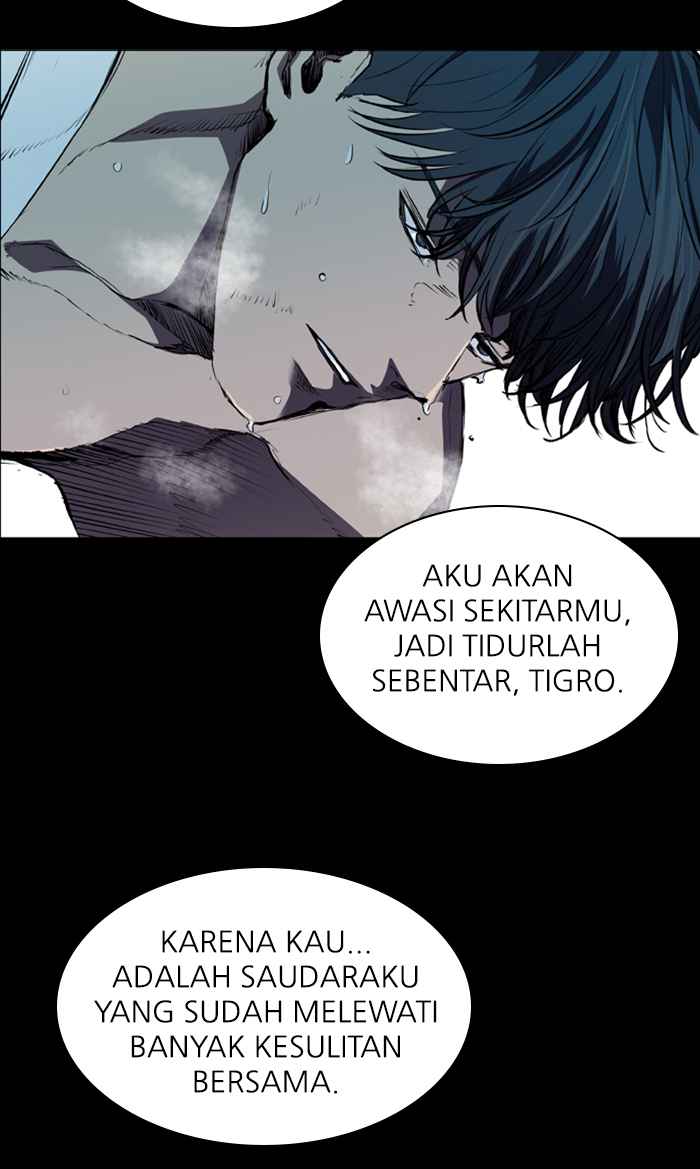 AKU AKAN
AWASI SEKITARMU,
JADI TIDURLAH
SEBENTAR, TIGRO.
KARENA KAU...
ADALAH SAUDARAKU
YANG SUDAH MELEWATI
BANYAK KESULITAN
BERSAMA.